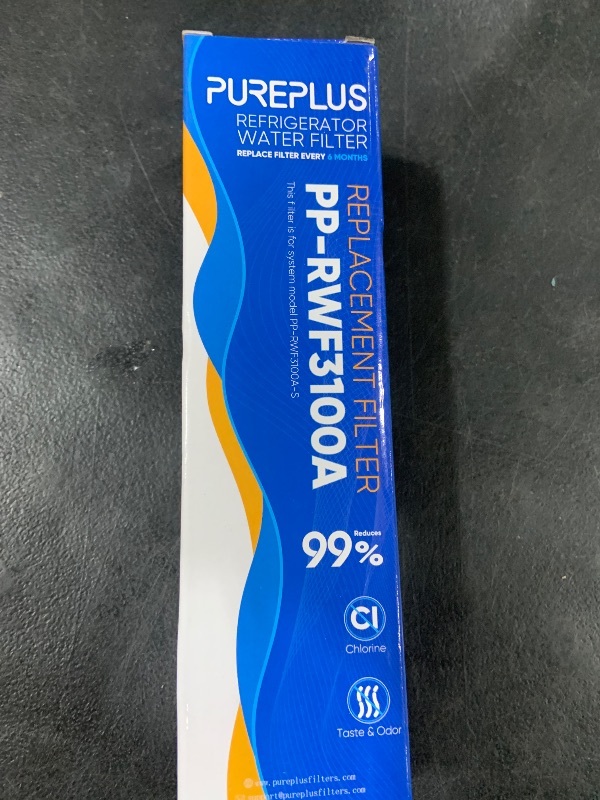 PUREPLUS
REFRIGERATOR
WATER FILTER
REPLACE FILTER EVERY 6 MONTHS
REPLACEMENT FILTER
PP-RWF3100A
This filter is for system model PP-RWF3100A-S.
Reduces
99%
Cl
Chlorine
Taste & Odor
www.pureplusfilters.com
support@pureplusfilters.com